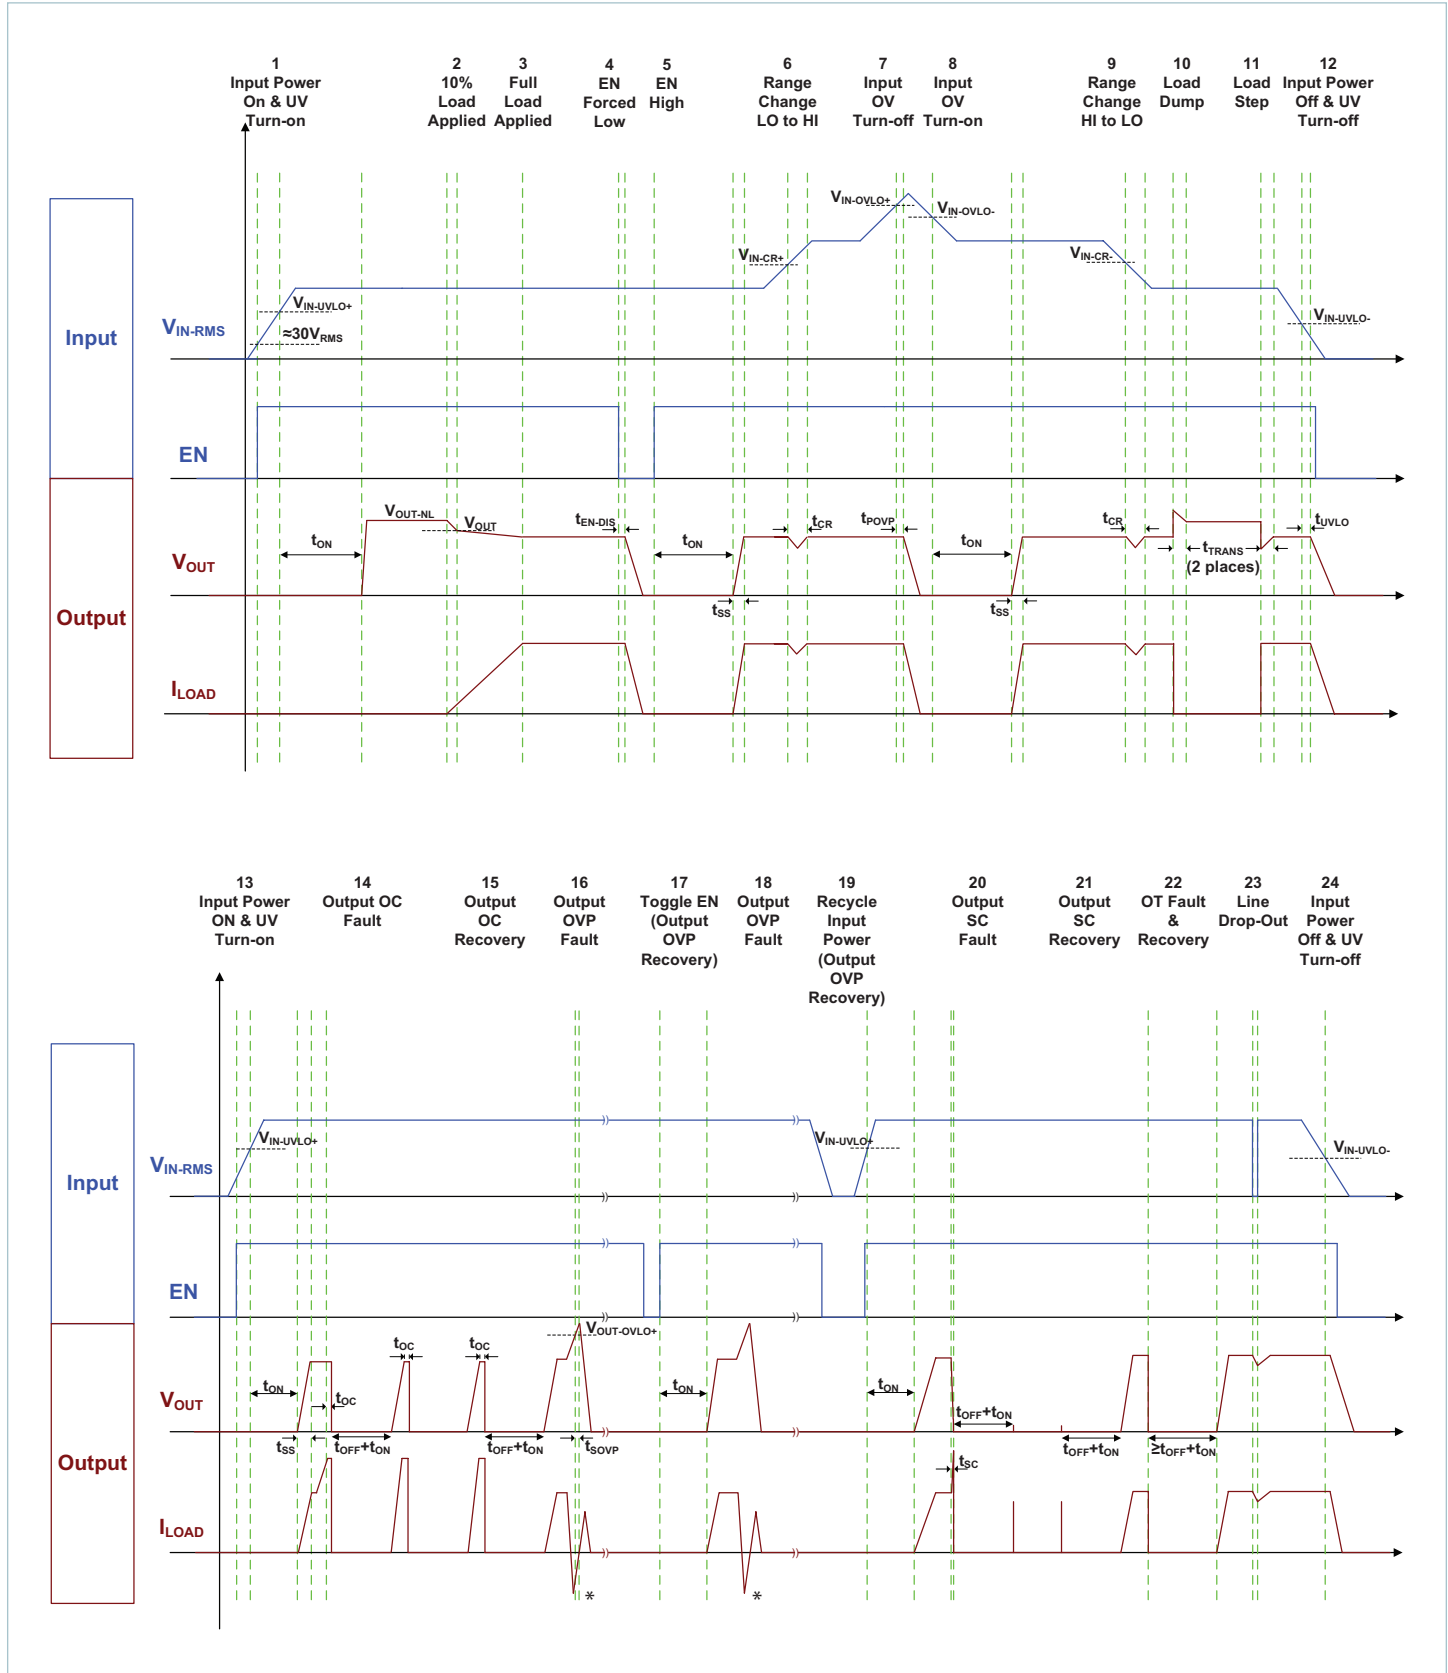 1
Input Power
On & UV
Turn-on
2
10%
Load
Applied
3
Full
Load
Applied
4
EN
Forced
Low
5
EN
High
6
Range
Change
LO to HI
7
Input
OV
Turn-off
8
Input
OV
Turn-on
9
Range
Change
HI to LO
10
Load
Dump
11
Load
Step
12
Input Power
Off & UV
Turn-off
Input
VIN-RMS
VIN-UVLO+
≈30VRMS
VIN-CR+
VIN-OVLO+
VIN-OVLO-
VIN-CR-
VIN-UVLO-
EN
Output
VOUT
tON
VOUT-NL
VOUT
tEN-DIS
tON
tSS
tCR
tPOVP
tON
tSS
tCR
tTRANS
(2 places)
tUVLO
ILOAD
13
Input Power
ON & UV
Turn-on
14
Output OC
Fault
15
Output
OC
Recovery
16
Output
OVP
Fault
17
Toggle EN
(Output
OVP
Recovery)
18
Output
OVP
Fault
19
Recycle
Input
Power
(Output
OVP
Recovery)
20
Output
SC
Fault
21
Output
SC
Recovery
22
OT Fault
&
Recovery
23
Line
Drop-Out
24
Input
Power
Off & UV
Turn-off
Input
VIN-RMS
VIN-UVLO+
VIN-UVLO+
VIN-UVLO-
EN
Output
VOUT
tON
tSS
tOC
tOFF+tON
tOC
tOC
tOFF+tON
VOUT-OVLO+
tSOVP
tON
tON
tOFF+tON
tSC
tOFF+tON
≥tOFF+tON
ILOAD
*
*